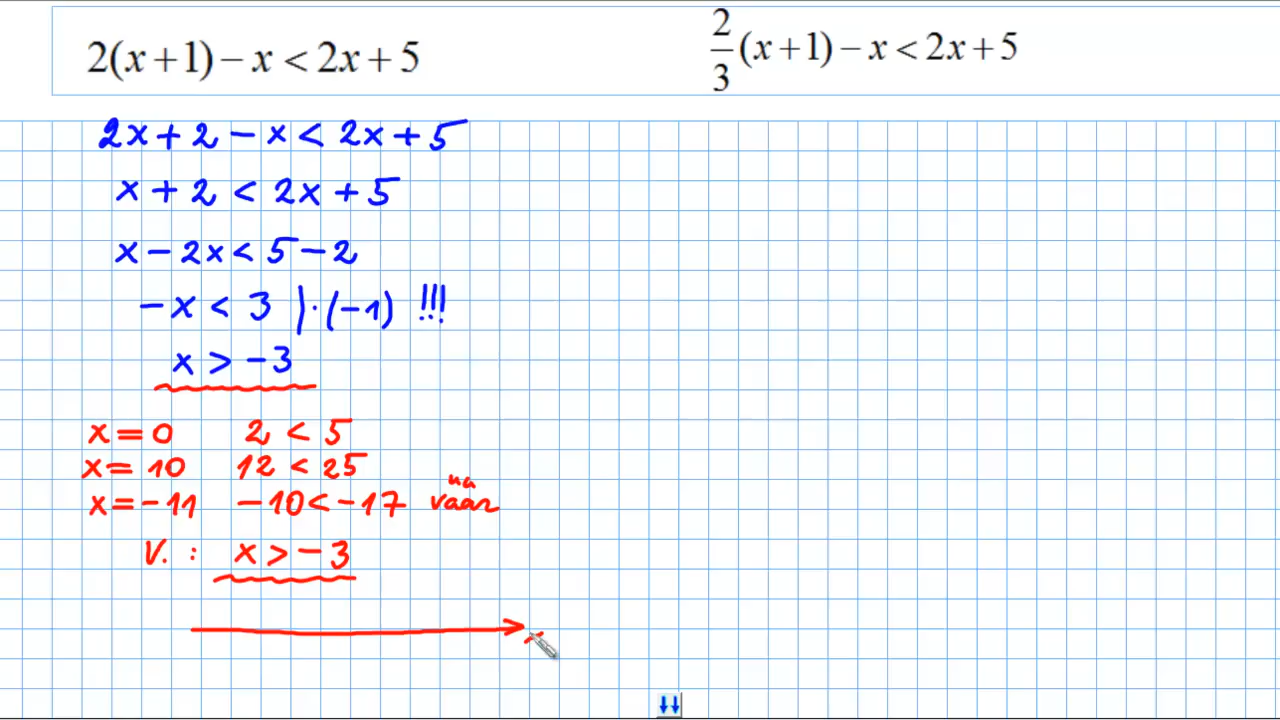 2(x+1)−x<2x+5
2/3(x+1)−x<2x+5
2x+2−x<2x+5
x+2<2x+5
x−2x<5−2
−x<3 |·(−1) !!!
x>−3
x=0 2<5
x=10 12<25
x=−11 −10<−17 vaar
V.: x>−3